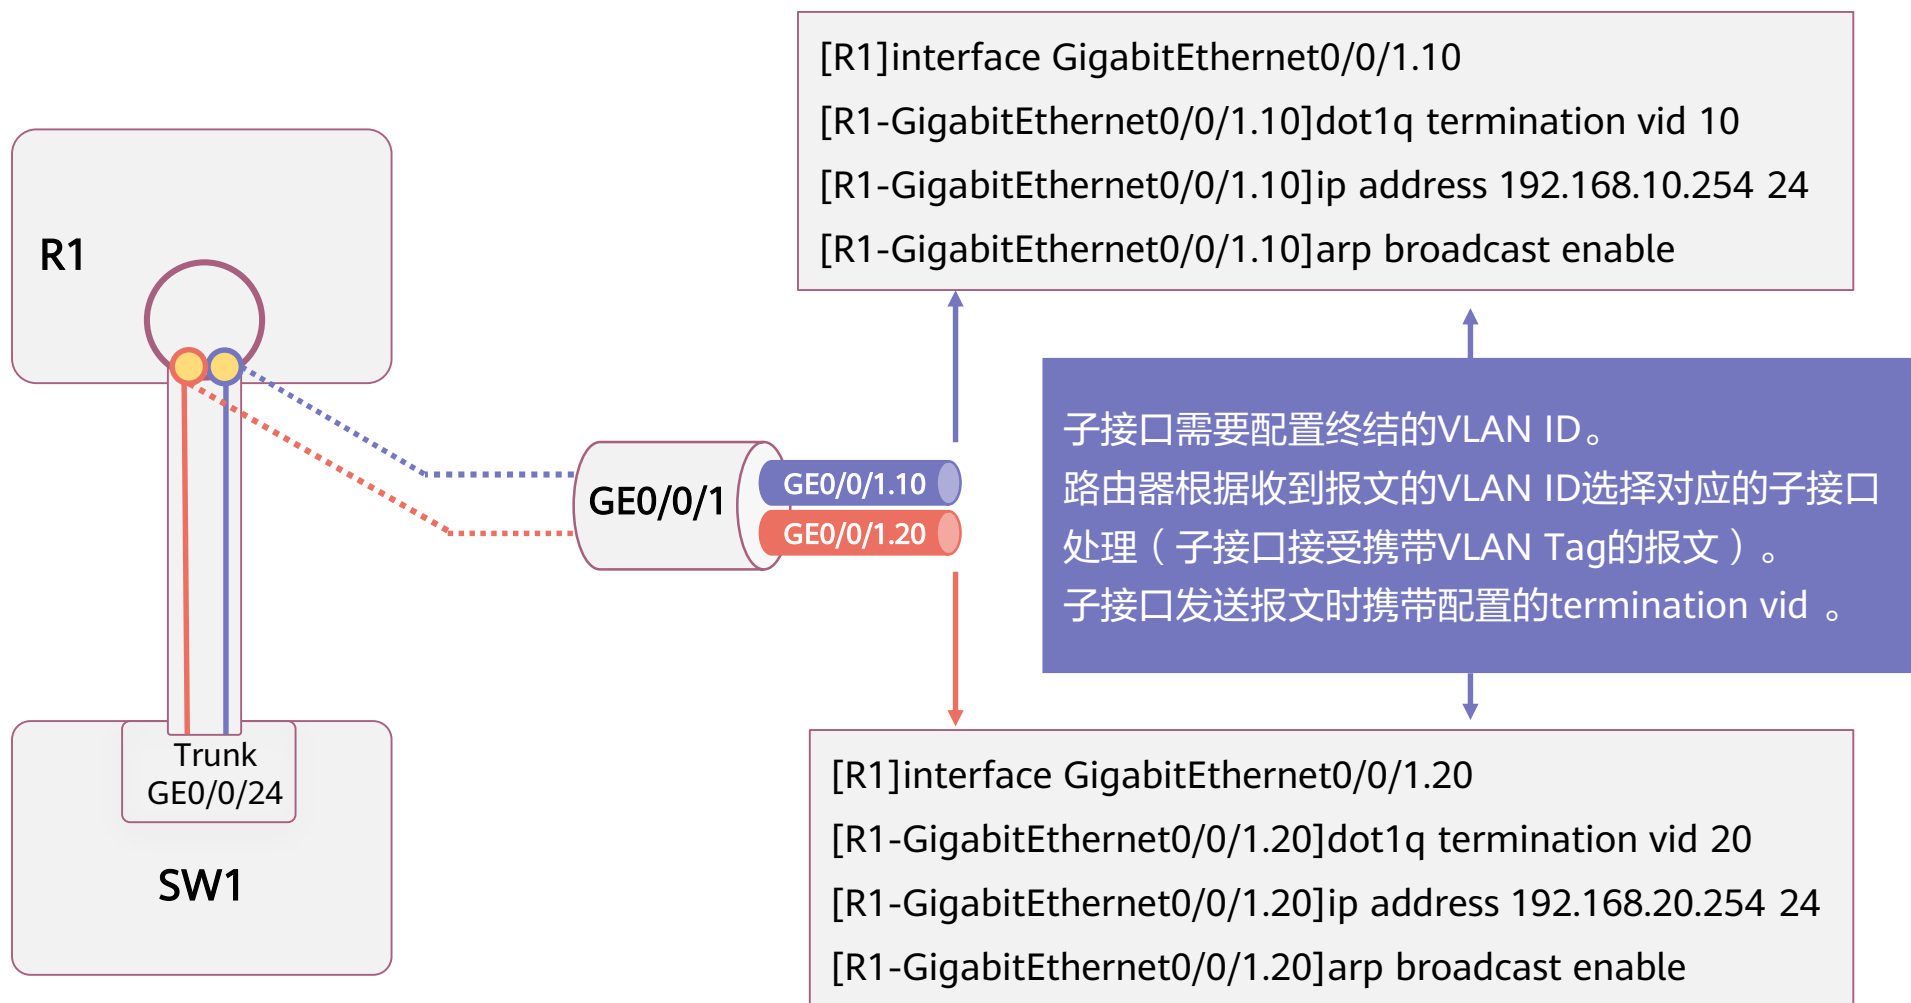 [R1]interface GigabitEthernet0/0/1.10
[R1-GigabitEthernet0/0/1.10]dot1q termination vid 10
[R1-GigabitEthernet0/0/1.10]ip address 192.168.10.254 24
[R1-GigabitEthernet0/0/1.10]arp broadcast enable
R1
GE0/0/1
GE0/0/1.10
GE0/0/1.20
子接口需要配置终结的VLAN ID。
路由器根据收到报文的VLAN ID选择对应的子接口
处理（子接口接受携带VLAN Tag的报文）。
子接口发送报文时携带配置的termination vid 。
Trunk
GE0/0/24
SW1
[R1]interface GigabitEthernet0/0/1.20
[R1-GigabitEthernet0/0/1.20]dot1q termination vid 20
[R1-GigabitEthernet0/0/1.20]ip address 192.168.20.254 24
[R1-GigabitEthernet0/0/1.20]arp broadcast enable